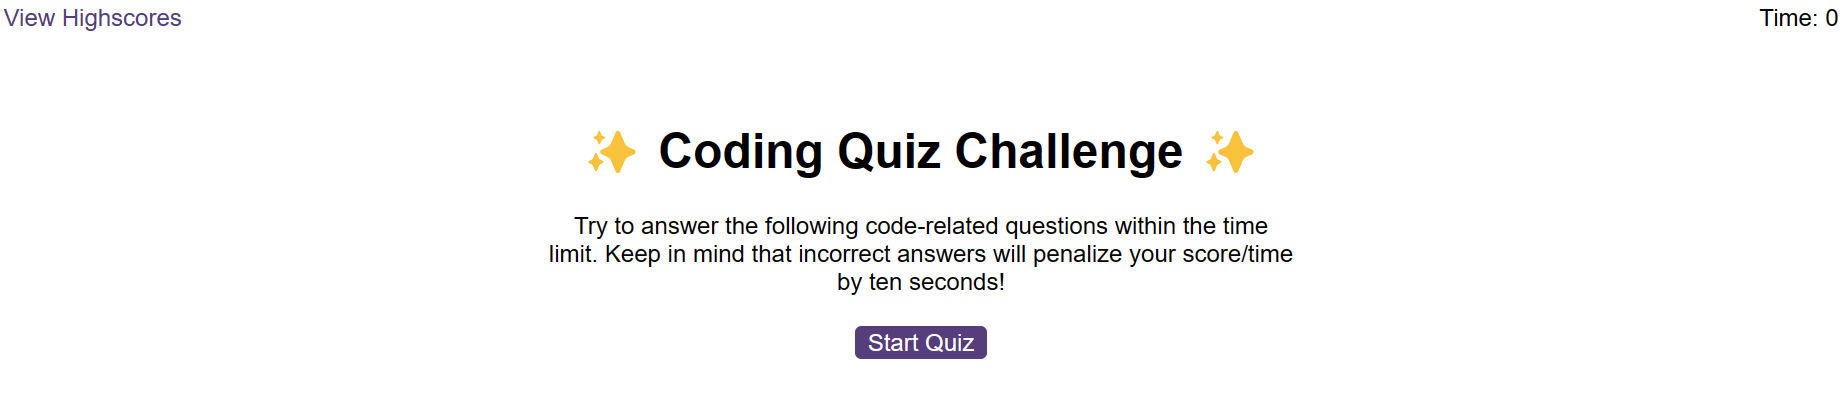 View Highscores
Time: 0
✨ Coding Quiz Challenge ✨
Try to answer the following code-related questions within the time
limit. Keep in mind that incorrect answers will penalize your score/time
by ten seconds!
Start Quiz